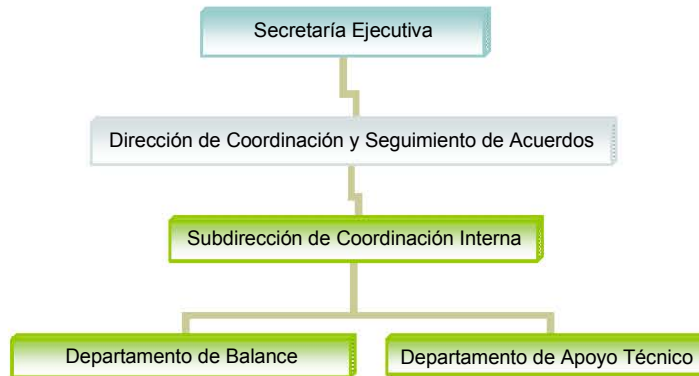 Secretaría Ejecutiva
Dirección de Coordinación y Seguimiento de Acuerdos
Subdirección de Coordinación Interna
Departamento de Balance
Departamento de Apoyo Técnico